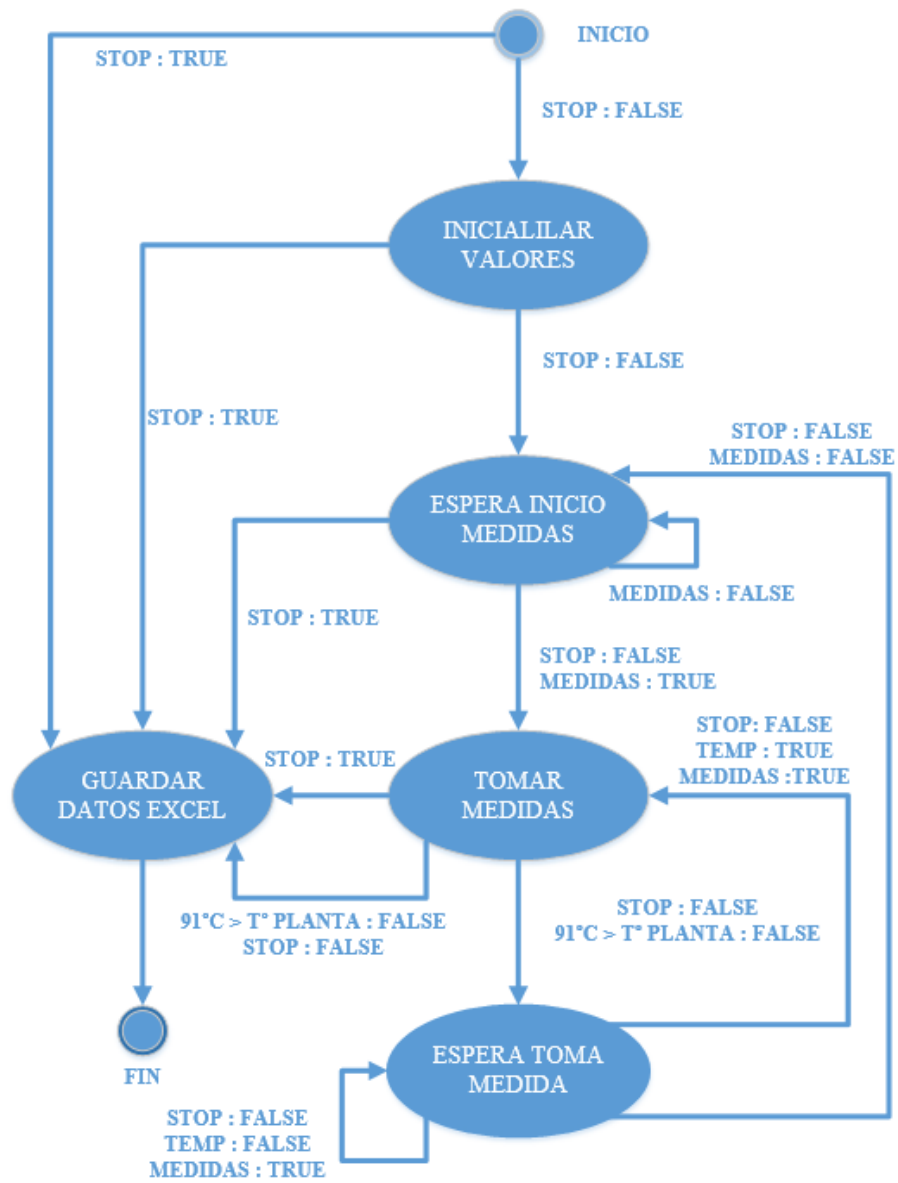 INICIO
STOP : TRUE
STOP : FALSE
INICIALILAR
VALORES
STOP : FALSE
STOP : TRUE
STOP : FALSE
MEDIDAS : FALSE
ESPERA INICIO
MEDIDAS
MEDIDAS : FALSE
STOP : TRUE
STOP : FALSE
MEDIDAS : TRUE
STOP: FALSE
TEMP : TRUE
MEDIDAS :TRUE
STOP : TRUE
GUARDAR
DATOS EXCEL
TOMAR
MEDIDAS
91°C > T° PLANTA : FALSE
STOP : FALSE
STOP : FALSE
91°C > T° PLANTA : FALSE
ESPERA TOMA
MEDIDA
FIN
STOP : FALSE
TEMP : FALSE
MEDIDAS : TRUE